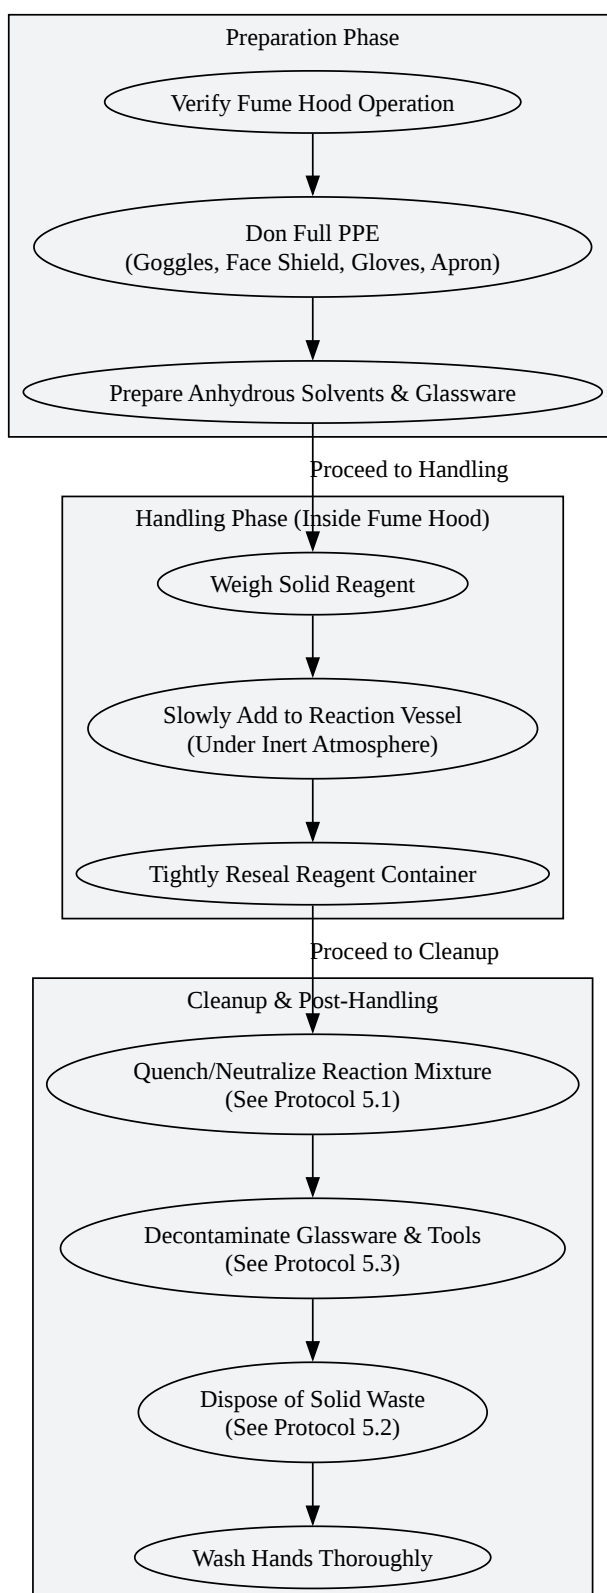 Preparation Phase
Verify Fume Hood Operation
Don Full PPE
(Goggles, Face Shield, Gloves, Apron)
Prepare Anhydrous Solvents & Glassware
Proceed to Handling
Handling Phase (Inside Fume Hood)
Weigh Solid Reagent
Slowly Add to Reaction Vessel
(Under Inert Atmosphere)
Tightly Reseal Reagent Container
Proceed to Cleanup
Cleanup & Post-Handling
Quench/Neutralize Reaction Mixture
(See Protocol 5.1)
Decontaminate Glassware & Tools
(See Protocol 5.3)
Dispose of Solid Waste
(See Protocol 5.2)
Wash Hands Thoroughly